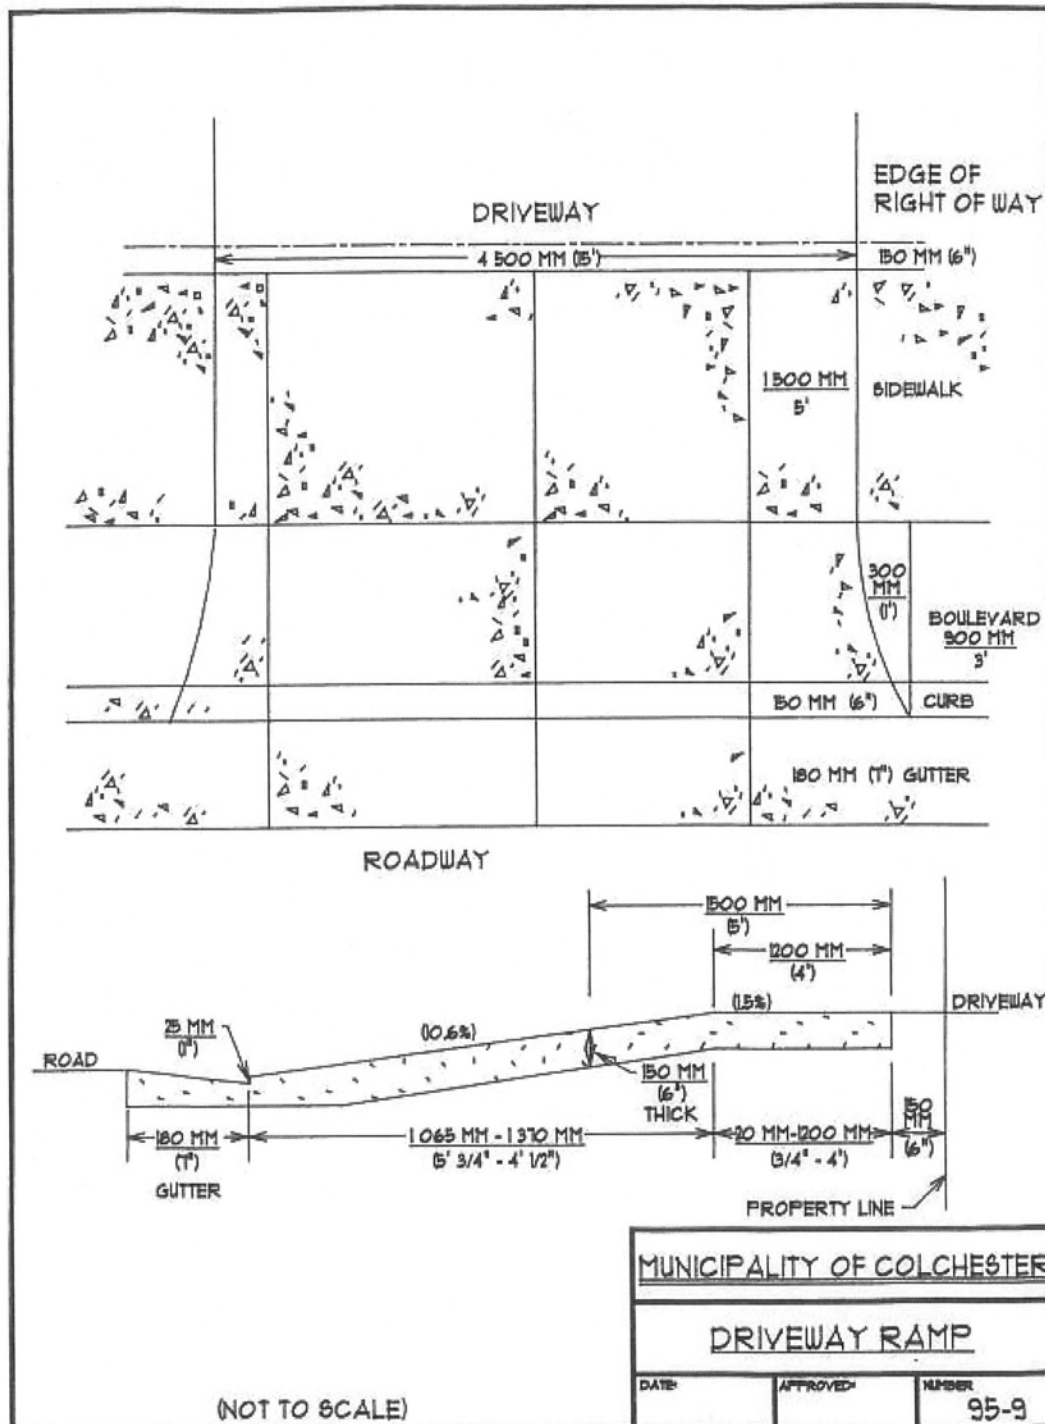 EDGE OF
RIGHT OF WAY
DRIVEWAY
4 500 MM (15')
150 MM (6")
1 500 MM
5'
SIDEWALK
300
MM
(1')
BOULEVARD
900 MM
3'
150 MM (6")
CURB
180 MM (7") GUTTER
ROADWAY
1500 MM
(5')
1200 MM
(4')
DRIVEWAY
(1.5%)
(10.6%)
25 MM
(1")
ROAD
150 MM
(6")
THICK
150
MM
(6")
180 MM
(7")
GUTTER
1 065 MM - 1 370 MM
(5' 3/4" - 4' 1/2")
20 MM-1200 MM
(3/4" - 4')
PROPERTY LINE
MUNICIPALITY OF COLCHESTER
DRIVEWAY RAMP
DATE:
APPROVED:
NUMBER
95-9
(NOT TO SCALE)